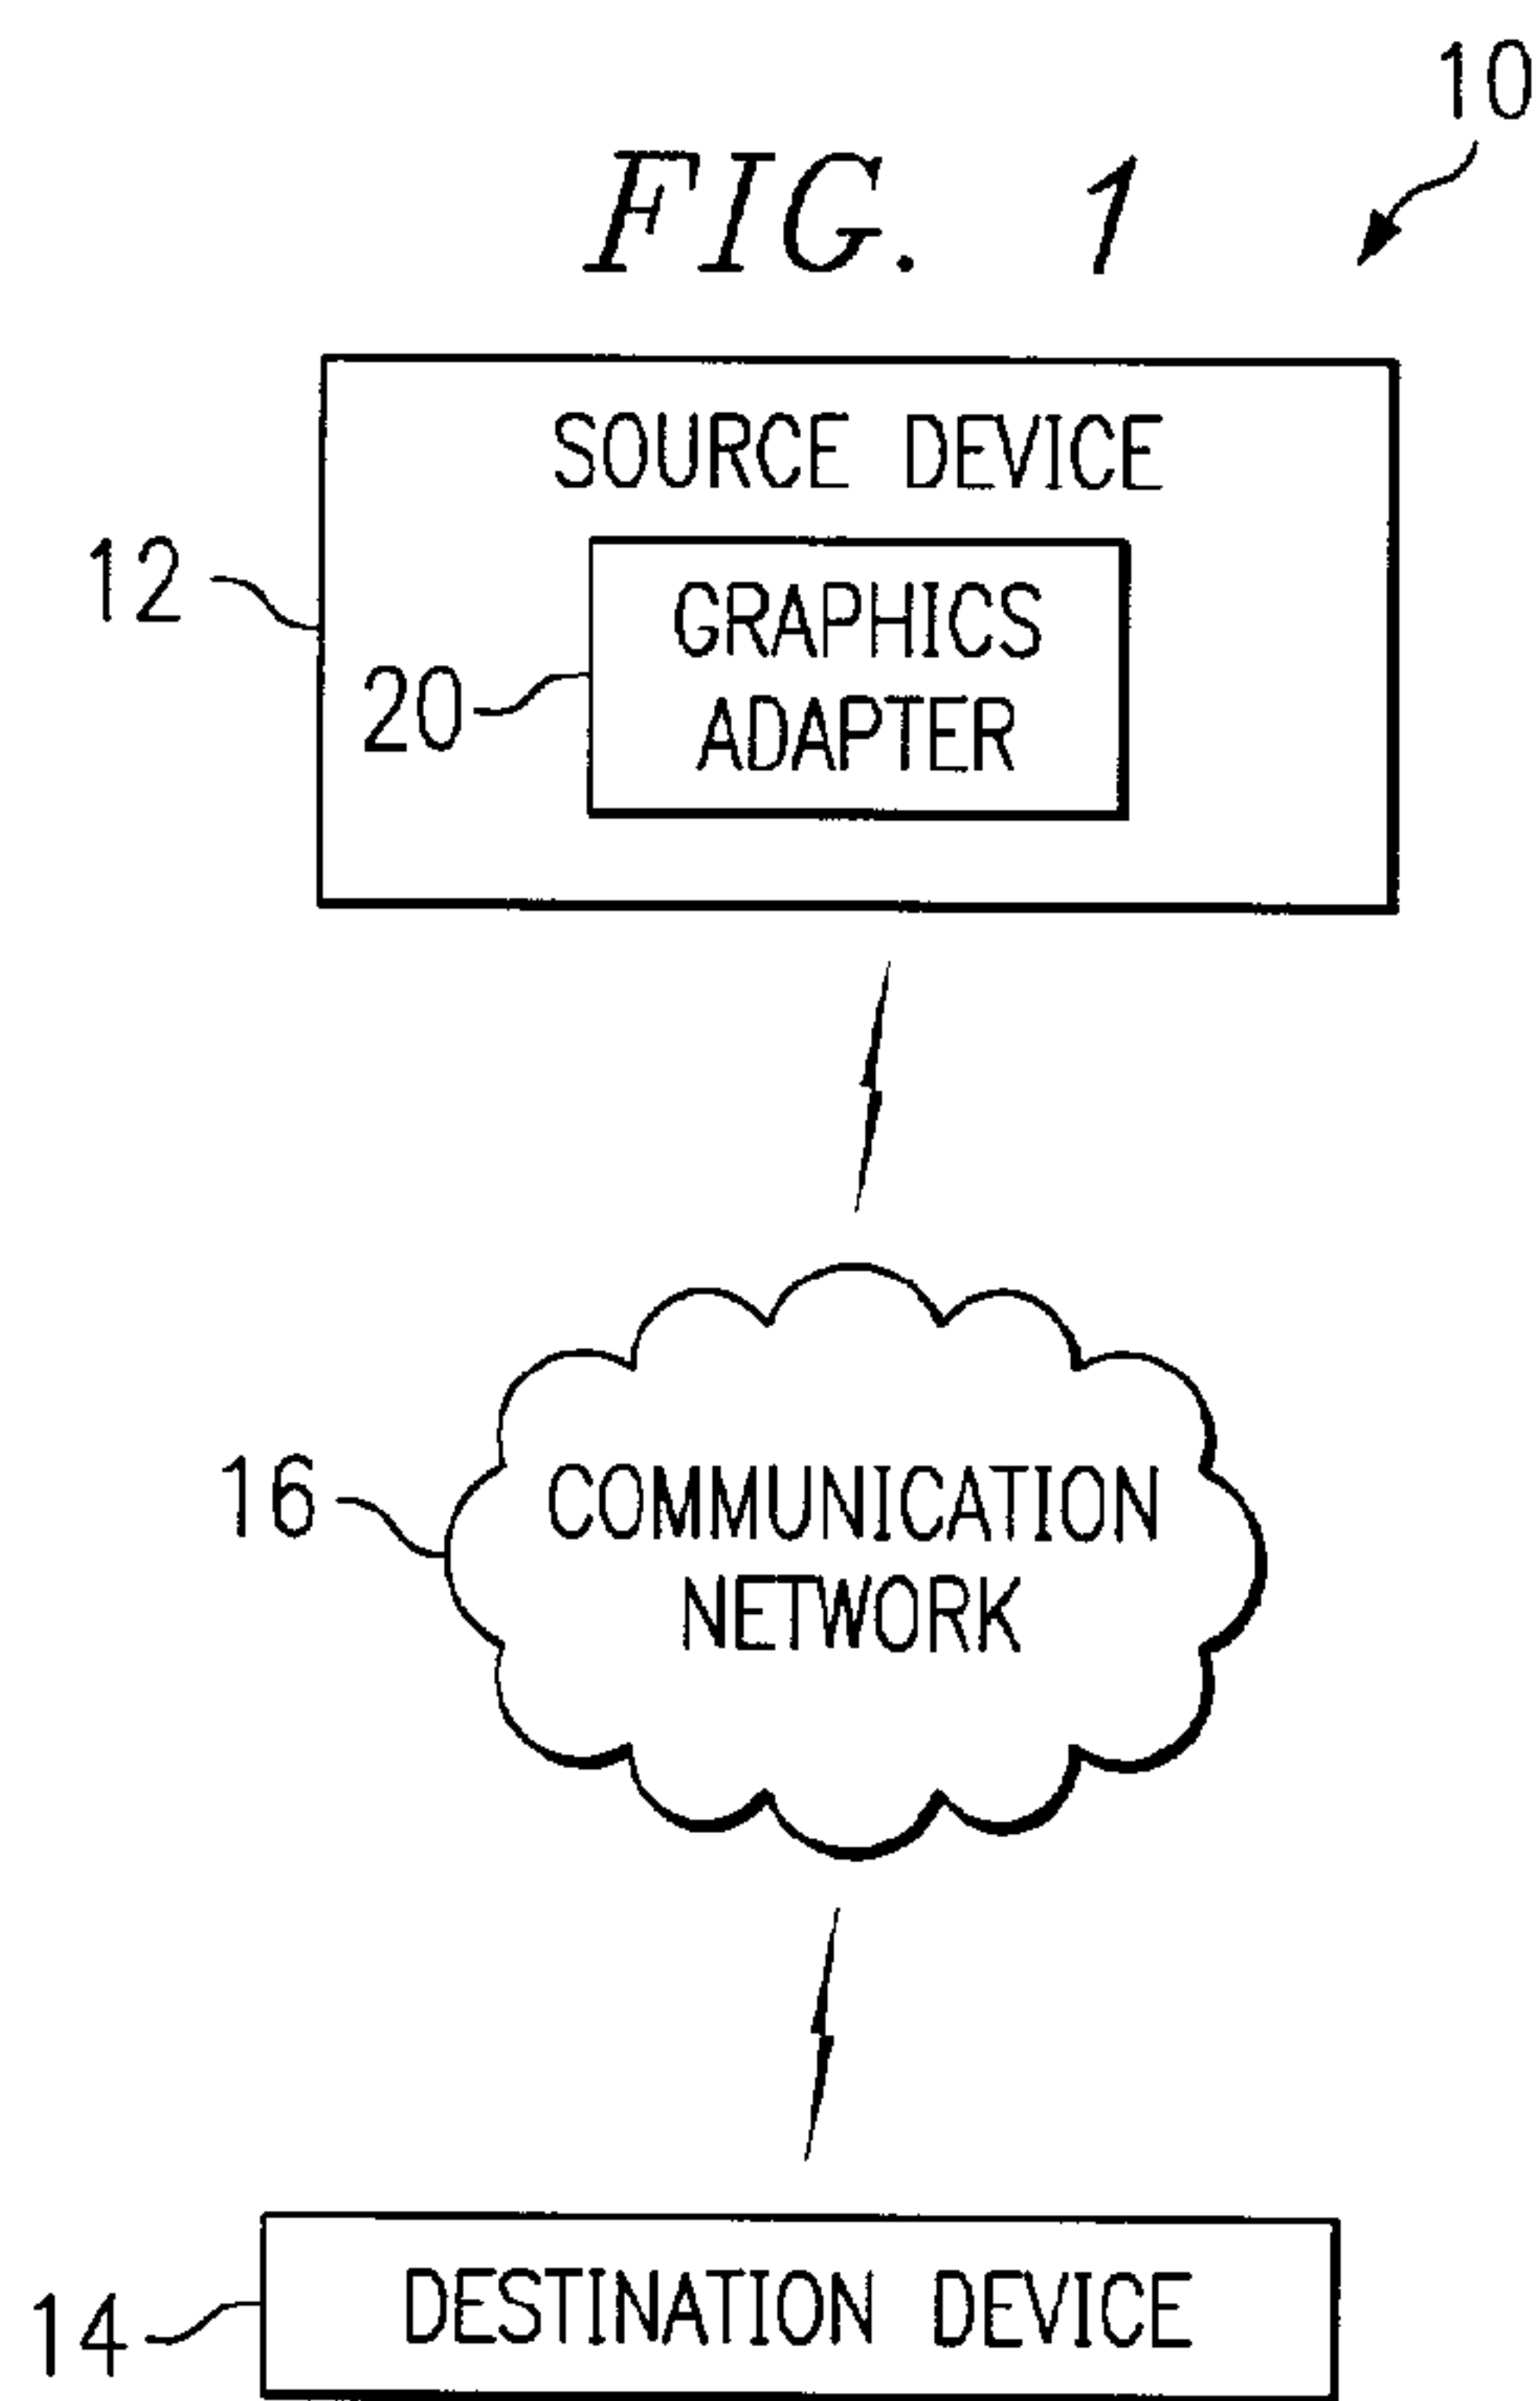 10
FIG. 1
SOURCE DEVICE
12
GRAPHICS
20
ADAPTER
16
COMMUNICATION
NETWORK
DESTINATION DEVICE
14